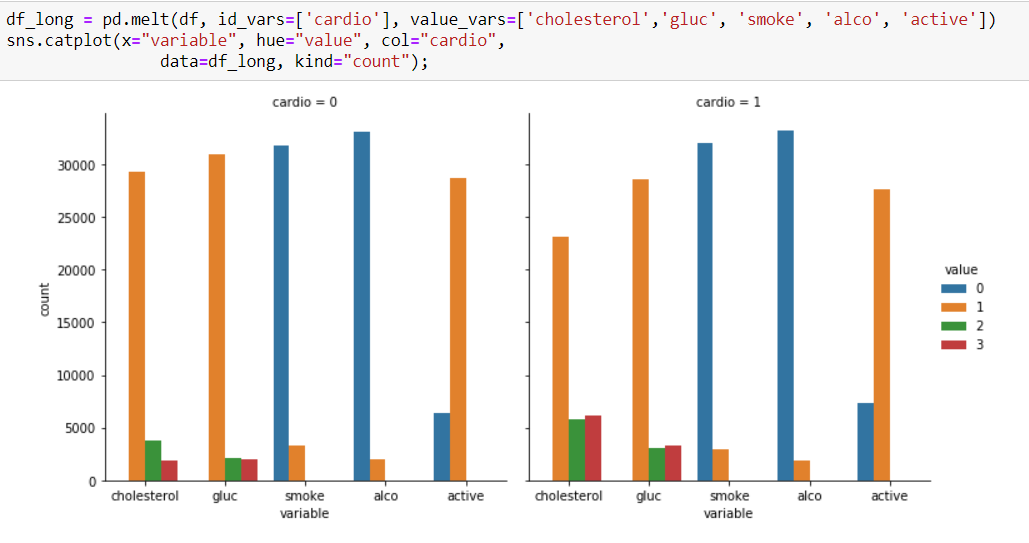 df_long = pd.melt(df, id_vars=['cardio'], value_vars=['cholesterol','gluc', 'smoke', 'alco', 'active'])
sns.catplot(x="variable", hue="value", col="cardio",
data=df_long, kind="count");
cardio = 0
cardio = 1
30000
25000
20000
15000
10000
5000
0
count
cholesterol gluc smoke alco active
variable
cholesterol gluc smoke alco active
variable
value
0
1
2
3